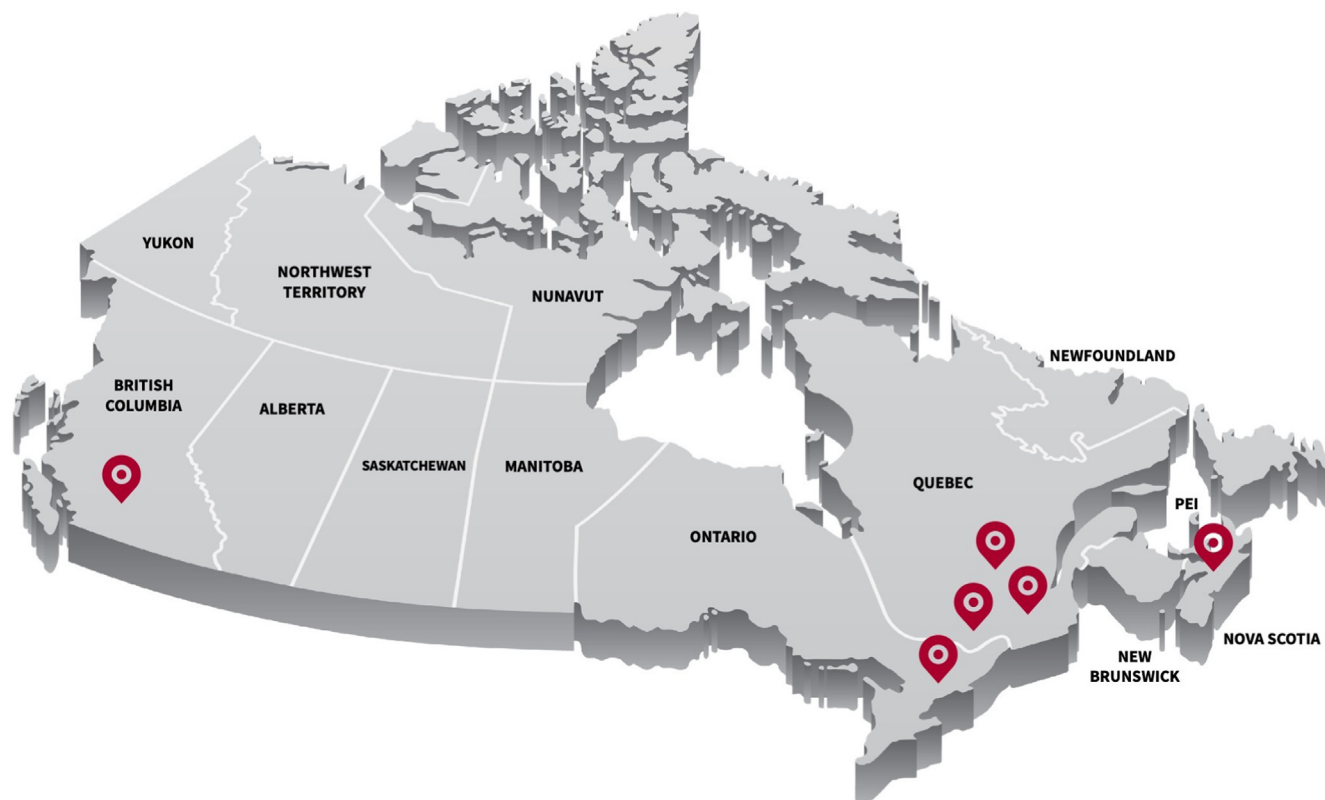 YUKON
NORTHWEST
TERRITORY
NUNAVUT
NEWFOUNDLAND
BRITISH
COLUMBIA
ALBERTA
SASKATCHEWAN
MANITOBA
QUEBEC
PEI
ONTARIO
NOVA SCOTIA
NEW
BRUNSWICK